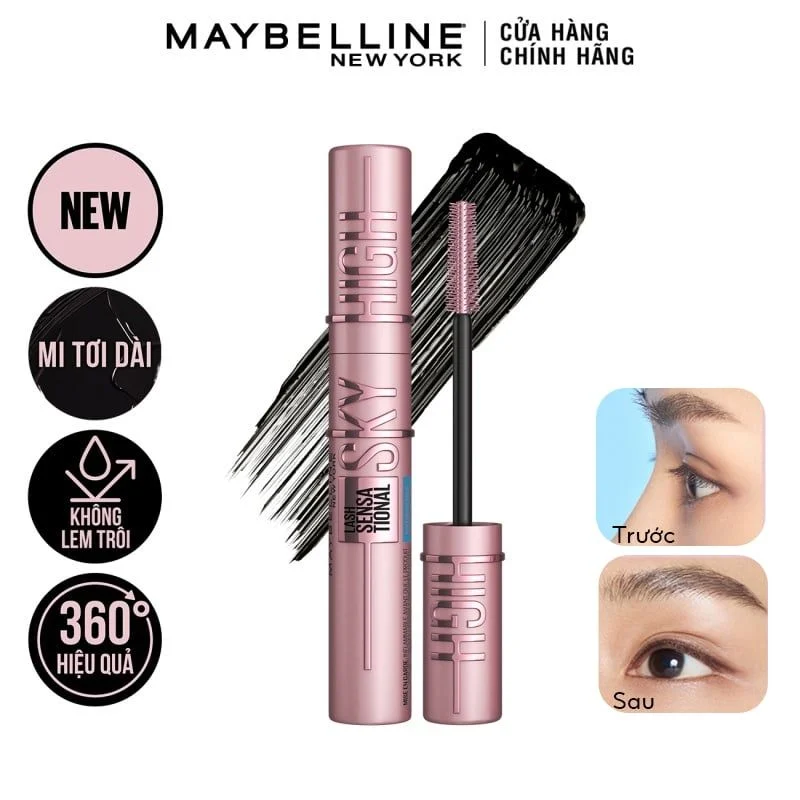 MAYBELLINE
NEW YORK
CỬA HÀNG
CHÍNH HÃNG
NEW
MI TƠI DÀI
KHÔNG
LEM TRÔI
360°
HIỆU QUẢ
SKY HIGH
LASH
SENSA
TIONAL
HIGH
Trước
Sau